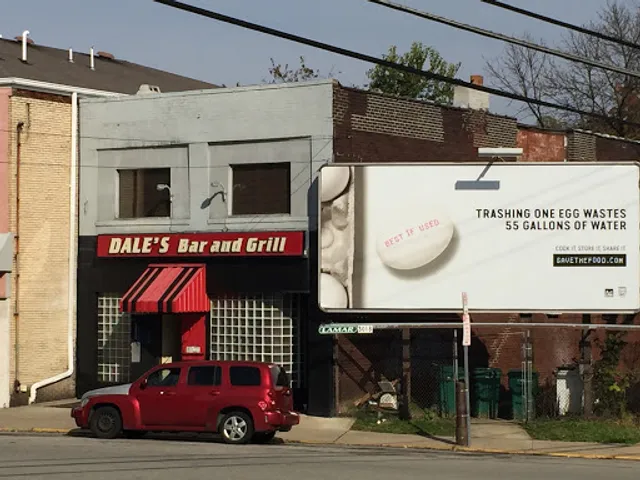 DALE'S Bar and Grill
BEST IF USED
TRASHING ONE EGG WASTES
55 GALLONS OF WATER
COOK IT STORE IT SHARE IT
SAVETHEFOOD.COM
LAMAR